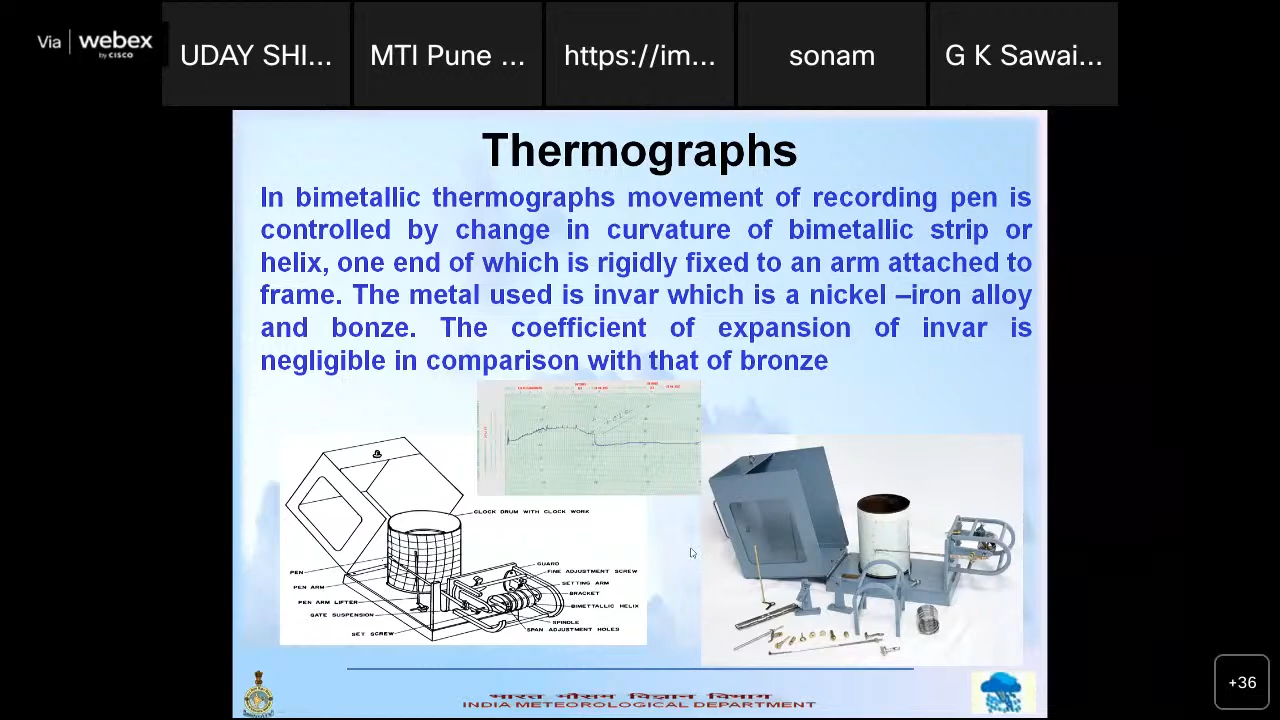 Via webex
by CISCO
UDAY SHI...
MTI Pune ...
https://im...
sonam
G K Sawai...
Thermographs
In bimetallic thermographs movement of recording pen is
controlled by change in curvature of bimetallic strip or
helix, one end of which is rigidly fixed to an arm attached to
frame. The metal used is invar which is a nickel –iron alloy
and bonze. The coefficient of expansion of invar is
negligible in comparison with that of bronze
CLOCK DRUM WITH CLOCK WORK
GUARD
FINE ADJUSTMENT SCREW
SETTING ARM
BRACKET
BIMETTALLIC HELIX
SPINDLE
SPAN ADJUSTMENT HOLES
PEN
PEN ARM
PEN ARM LIFTER
GATE SUSPENSION
SET SCREW
भारत मौसम विज्ञान विभाग
INDIA METEOROLOGICAL DEPARTMENT
+36